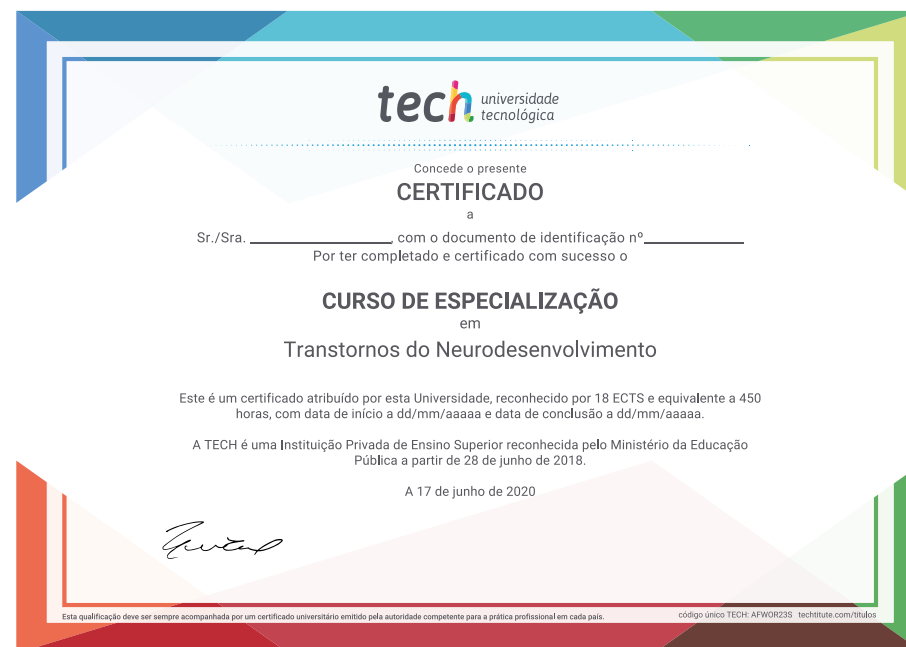 tech universidade
tecnológica
Concede o presente
CERTIFICADO
a
Sr./Sra. ____________________, com o documento de identificação nº______________
Por ter completado e certificado com sucesso o
CURSO DE ESPECIALIZAÇÃO
em
Transtornos do Neurodesenvolvimento
Este é um certificado atribuído por esta Universidade, reconhecido por 18 ECTS e equivalente a 450
horas, com data de início a dd/mm/aaaaa e data de conclusão a dd/mm/aaaaa.
A TECH é uma Instituição Privada de Ensino Superior reconhecida pelo Ministério da Educação
Pública a partir de 28 de junho de 2018.
A 17 de junho de 2020
Esta qualificação deve ser sempre acompanhada por um certificado universitário emitido pela autoridade competente para a prática profissional em cada país.
código único TECH: AFWOR23S techtitute.com/titulos